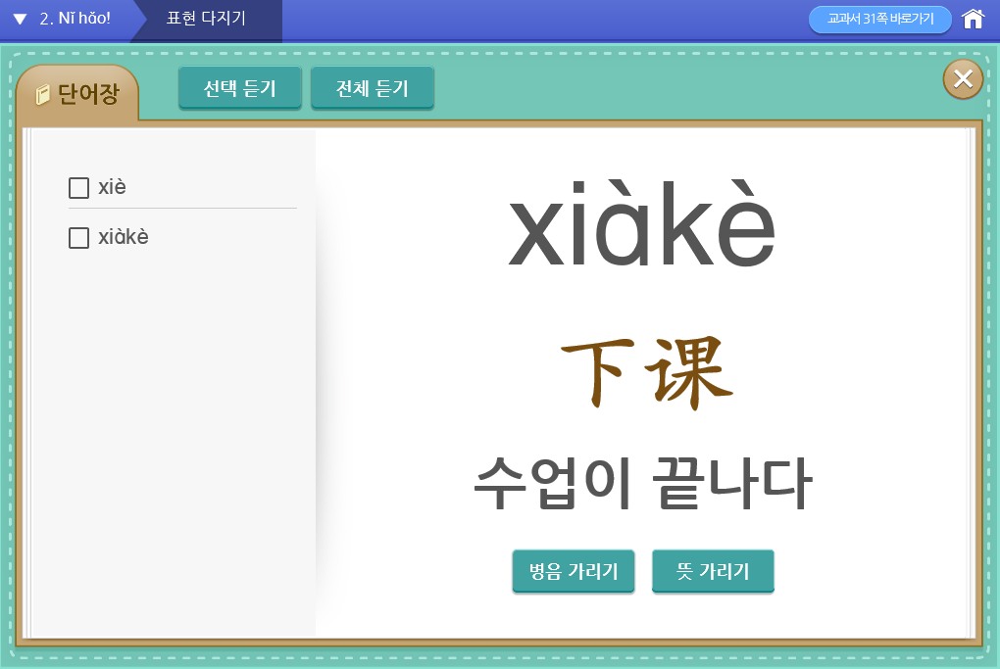 ▼ 2. Nǐ hǎo!
표현 다지기
교과서 31쪽 바로가기
단어장
선택 듣기
전체 듣기
xiè
xiàkè
xiàkè
下课
수업이 끝나다
병음 가리기
뜻 가리기